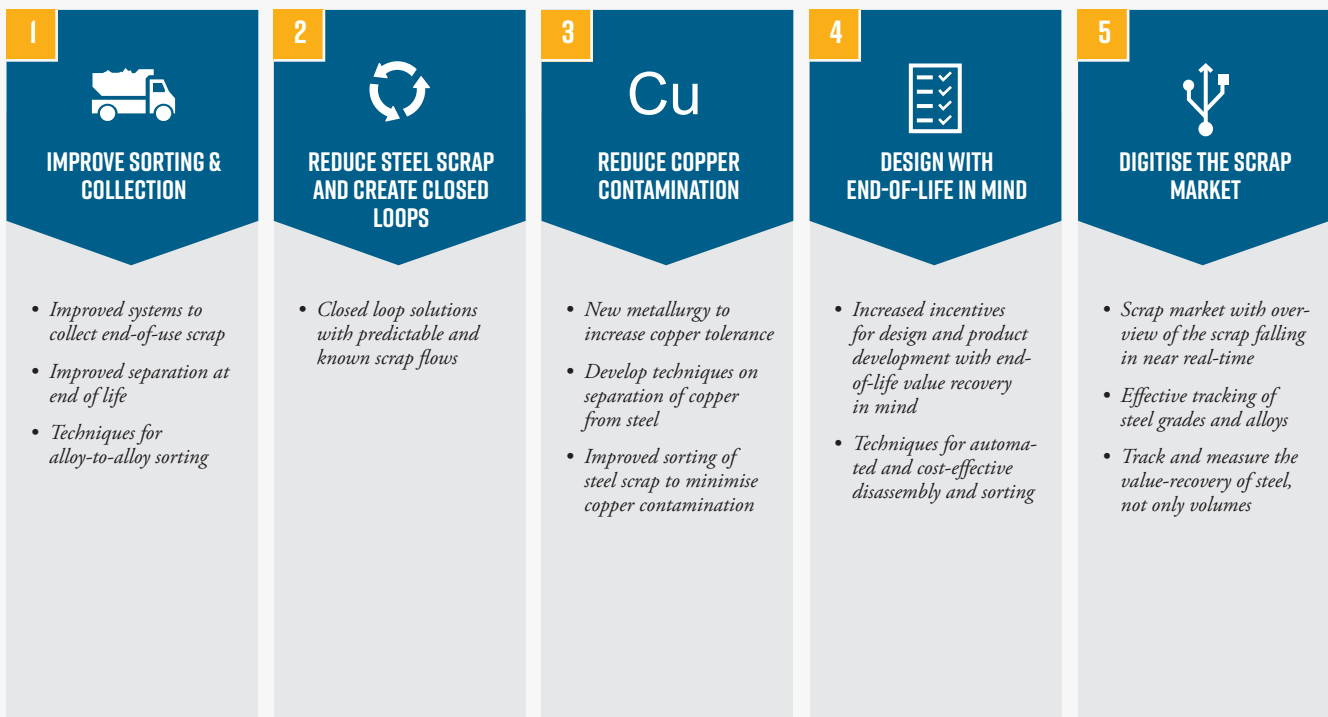 1
IMPROVE SORTING &
COLLECTION
• Improved systems to
collect end-of-use scrap
• Improved separation at
end of life
• Techniques for
alloy-to-alloy sorting
2
REDUCE STEEL SCRAP
AND CREATE CLOSED
LOOPS
• Closed loop solutions
with predictable and
known scrap flows
3
Cu
REDUCE COPPER
CONTAMINATION
• New metallurgy to
increase copper tolerance
• Develop techniques on
separation of copper
from steel
• Improved sorting of
steel scrap to minimise
copper contamination
4
DESIGN WITH
END-OF-LIFE IN MIND
• Increased incentives
for design and product
development with end-
of-life value recovery
in mind
• Techniques for automa-
ted and cost-effective
disassembly and sorting
5
DIGITISE THE SCRAP
MARKET
• Scrap market with over-
view of the scrap falling
in near real-time
• Effective tracking of
steel grades and alloys
• Track and measure the
value-recovery of steel,
not only volumes